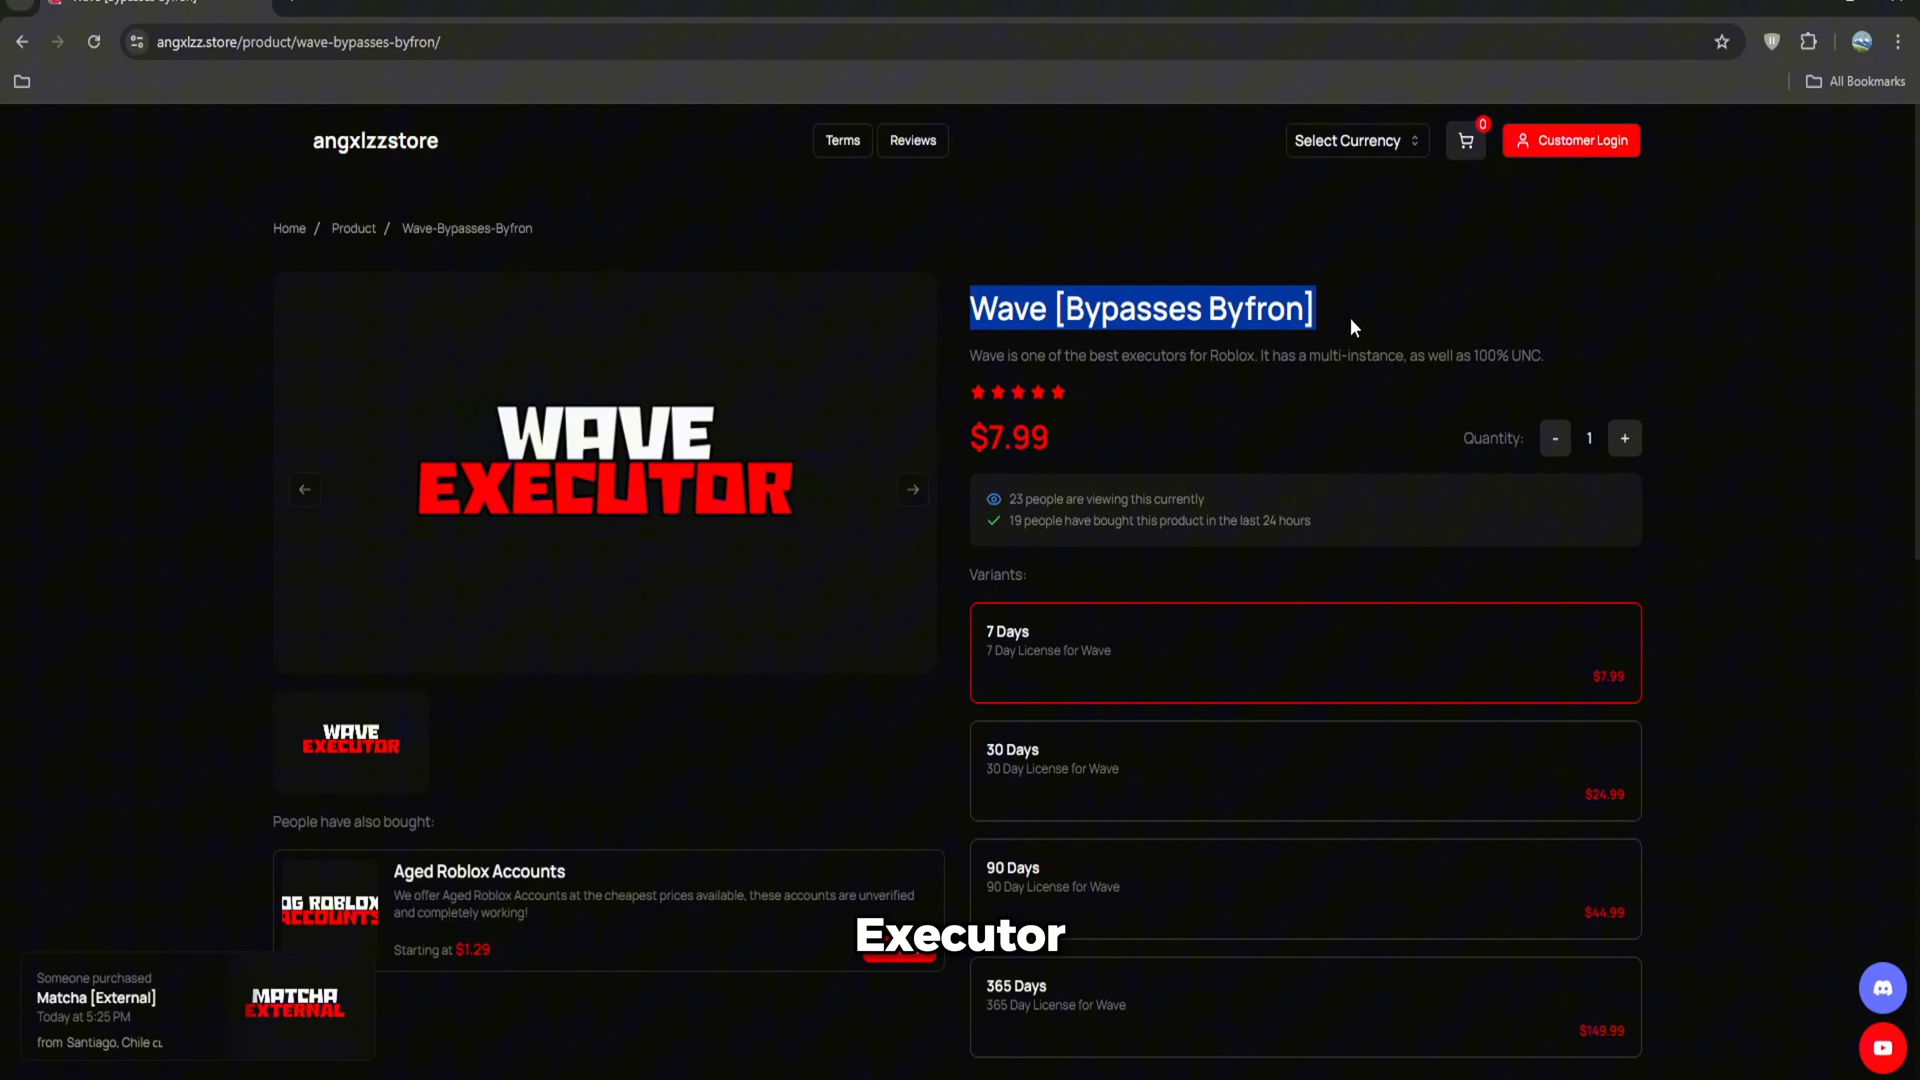 angxlzz.store/product/wave-bypasses-byfron/
All Bookmarks
angxlzzstore
Terms
Reviews
Select Currency
0
Customer Login
Home / Product / Wave-Bypasses-Byfron
WAVE
EXECUTOR
Wave [Bypasses Byfron]
Wave is one of the best executors for Roblox. It has a multi-instance, as well as 100% UNC.
$7.99
Quantity: - 1 +
23 people are viewing this currently
19 people have bought this product in the last 24 hours
Variants:
7 Days
7 Day License for Wave
$7.99
30 Days
30 Day License for Wave
$24.99
90 Days
90 Day License for Wave
$44.99
365 Days
365 Day License for Wave
$149.99
WAVE
EXECUTOR
People have also bought:
OG ROBLOX
ACCOUNTS
Aged Roblox Accounts
We offer Aged Roblox Accounts at the cheapest prices available, these accounts are unverified
and completely working!
Starting at $1.29
Executor
Someone purchased
Matcha [External]
Today at 5:25 PM
from Santiago, Chile CL
MATCHA
EXTERNAL